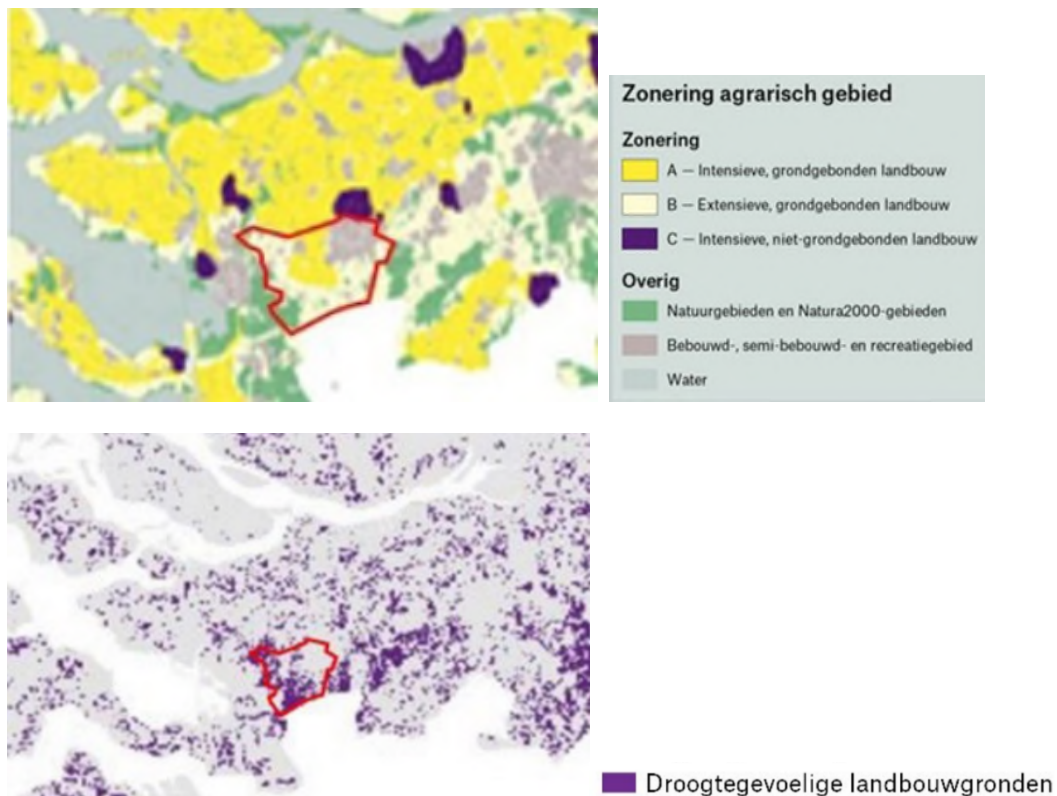 Zonering agrarisch gebied
Zonering
A — Intensieve, grondgebonden landbouw
B — Extensieve, grondgebonden landbouw
C — Intensieve, niet-grondgebonden landbouw
Overig
Natuurgebieden en Natura2000-gebieden
Bebouwd-, semi-bebouwd- en recreatiegebied
Water
Droogtegevoelige landbouwgronden